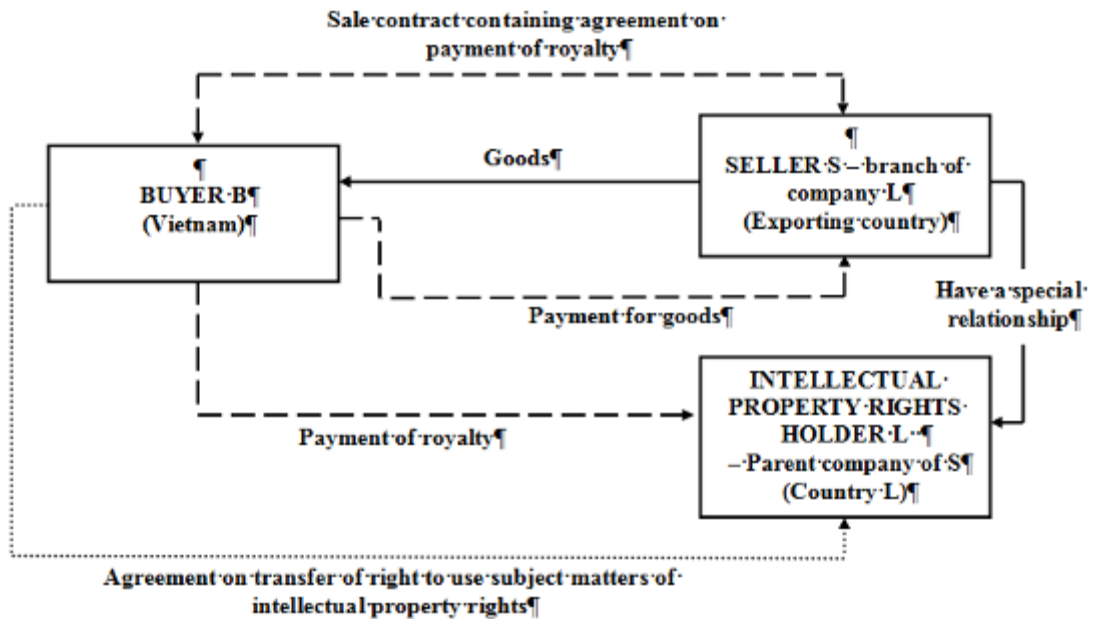 Sale·contract·containing·agreement·on·
payment·of·royalty¶
¶
BUYER·B¶
(Vietnam)¶
Goods¶
¶
SELLER·S·–·branch·of·
company·L¶
(Exporting·country)¶
Payment·for·goods¶
Have·a·special·
relationship¶
Payment·of·royalty¶
INTELLECTUAL·
PROPERTY·RIGHTS·
HOLDER·L··¶
–·Parent·company·of·S¶
(Country·L)¶
Agreement·on·transfer·of·right·to·use·subject·matters·of·
intellectual·property·rights¶